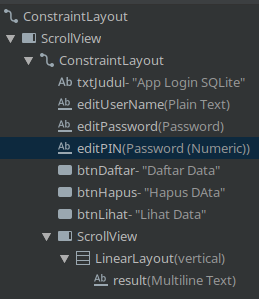 ConstraintLayout
ScrollView
ConstraintLayout
Ab txtJudul- "App Login SQLite"
Ab editUserName(Plain Text)
Ab editPassword(Password)
Ab editPIN(Password (Numeric))
btnDaftar- "Daftar Data"
btnHapus- "Hapus DAta"
btnLihat- "Lihat Data"
ScrollView
LinearLayout(vertical)
Ab result(Multiline Text)